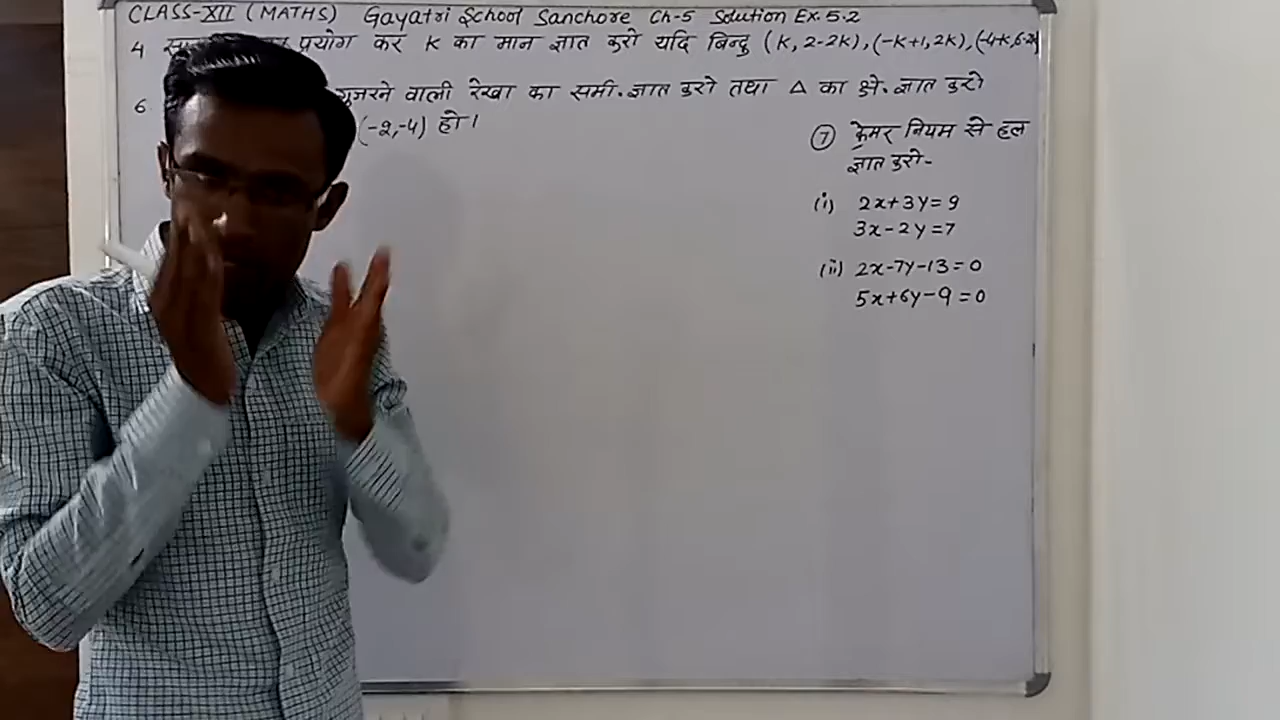 CLASS-XII (MATHS) Gayatri School Sanchore Ch-5 Solution Ex. 5.2
4 प्रयोग कर K का मान ज्ञात करो यदि बिन्दु (K, 2-2K), (-K+1, 2K), (-4-K, 6-2K
6 गुजरने वाली रेखा का समी. ज्ञात करो तथा Δ का क्षे. ज्ञात करो
(-2,-4) हो।
⑦ क्रेमर नियम से हल
ज्ञात करो-
(i) 2x+3y=9
3x-2y=7
(ii) 2x-7y-13=0
5x+6y-9=0